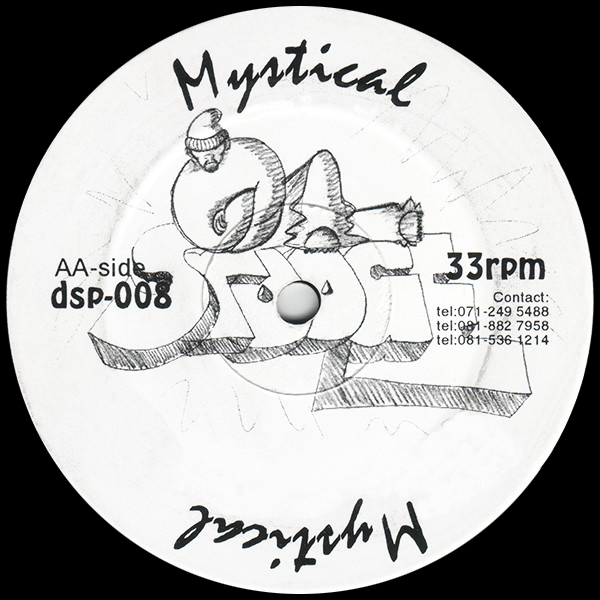 Mystical
AA-side
dsp-008
33rpm
Contact:
tel:071-249 5488
tel:081-882 7958
tel:081-536 1214
Mystical